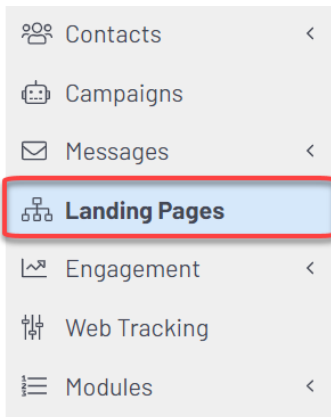 Contacts
Campaigns
Messages
Landing Pages
Engagement
Web Tracking
Modules